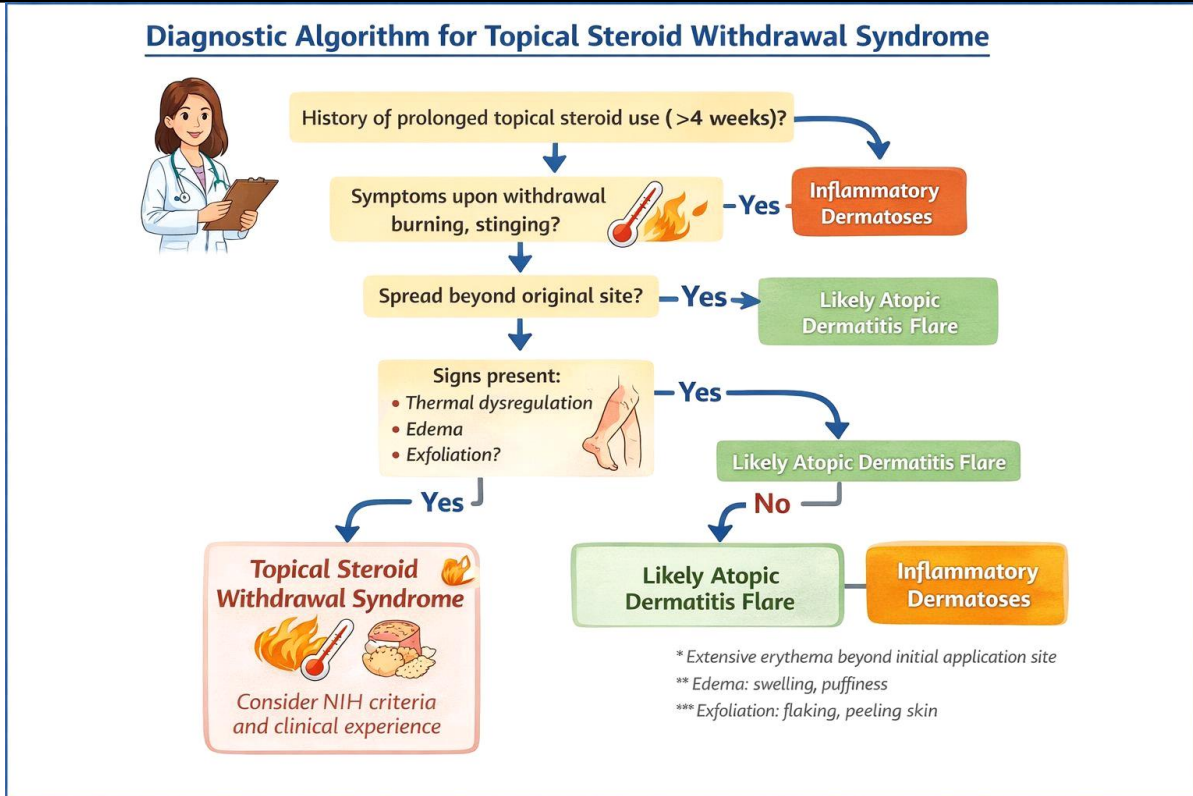 Diagnostic Algorithm for Topical Steroid Withdrawal Syndrome
History of prolonged topical steroid use (>4 weeks)?
Symptoms upon withdrawal
burning, stinging?
Yes
Inflammatory
Dermatoses
Spread beyond original site?
Yes
Likely Atopic
Dermatitis Flare
Signs present:
• Thermal dysregulation
• Edema
• Exfoliation?
Yes
Likely Atopic Dermatitis Flare
Yes
No
Topical Steroid
Withdrawal Syndrome
Consider NIH criteria
and clinical experience
Likely Atopic
Dermatitis Flare
Inflammatory
Dermatoses
* Extensive erythema beyond initial application site
** Edema: swelling, puffiness
*** Exfoliation: flaking, peeling skin